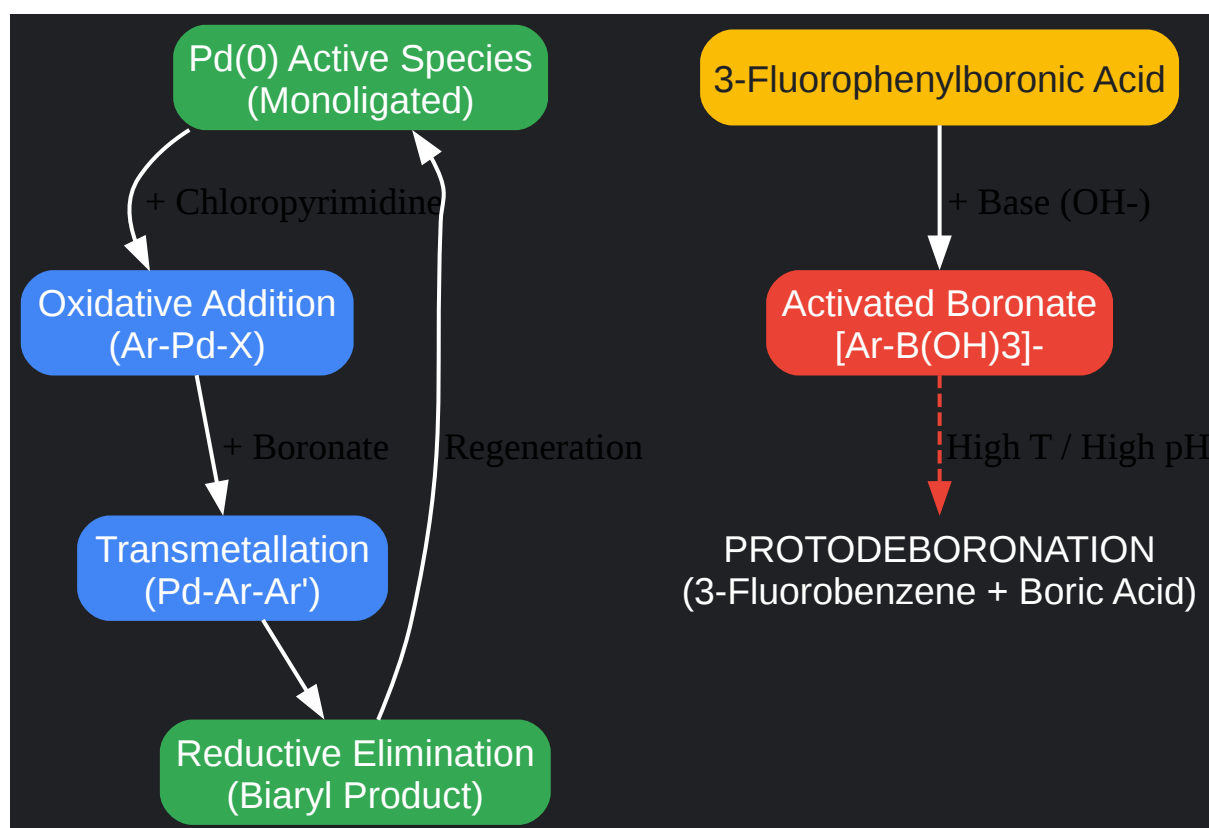 Pd(0) Active Species
(Monoligated)
+ Chloropyrimidine
Oxidative Addition
(Ar-Pd-X)
+ Boronate
Regeneration
Transmetallation
(Pd-Ar-Ar')
Reductive Elimination
(Biaryl Product)
3-Fluorophenylboronic Acid
+ Base (OH-)
Activated Boronate
[Ar-B(OH)3]-
High T / High pH
PROTODEBORONATION
(3-Fluorobenzene + Boric Acid)